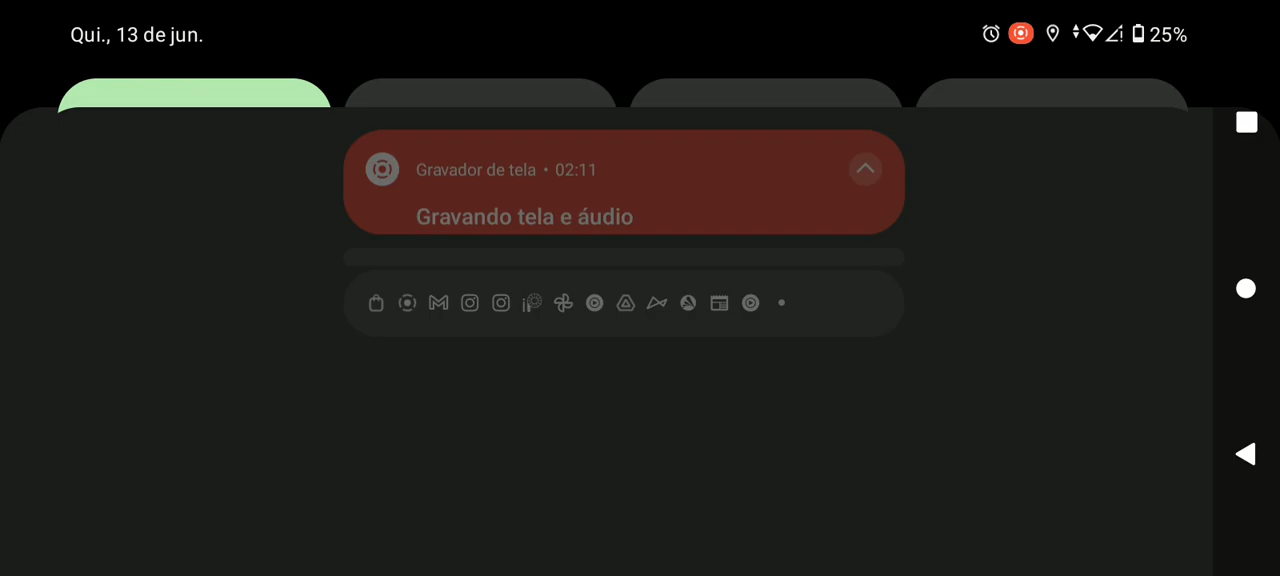 Qui., 13 de jun.
25%
Gravador de tela • 02:11
Gravando tela e áudio